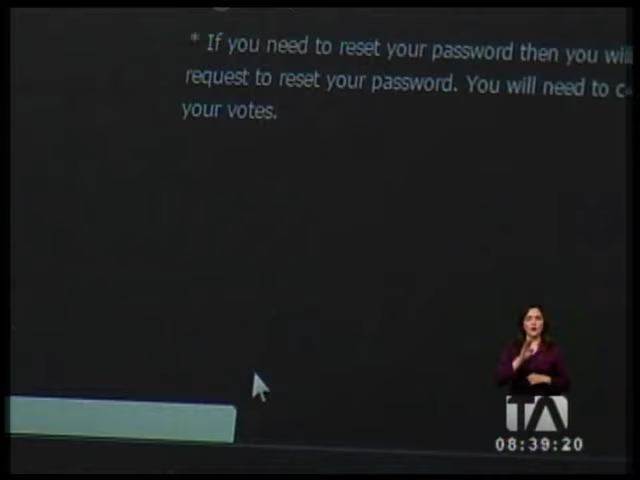 * If you need to reset your password then you will
request to reset your password. You will need to
your votes.
TA
08:39:20